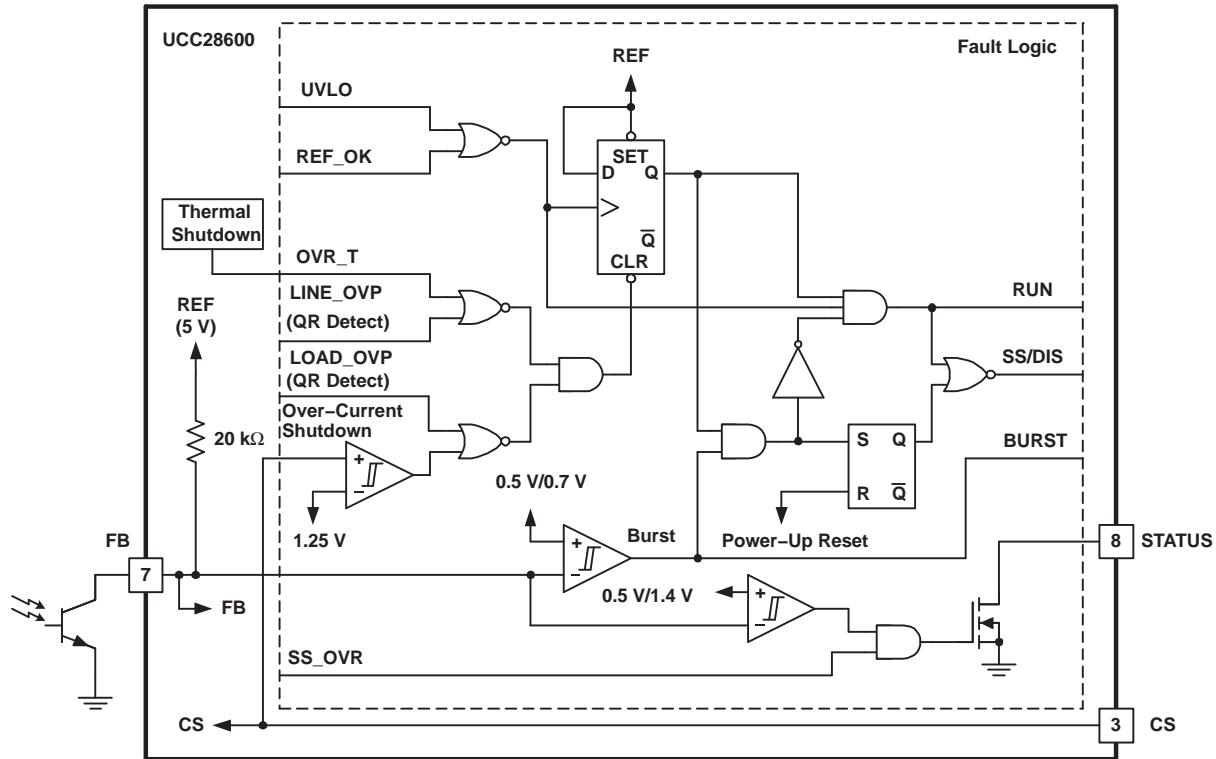 UCC28600
Fault Logic
REF
UVLO
REF_OK
SET
D Q
Q̅
CLR
Thermal
Shutdown
OVR_T
LINE_OVP
(QR Detect)
RUN
REF
(5 V)
LOAD_OVP
(QR Detect)
SS/DIS
Over−Current
Shutdown
20 kΩ
+
−
1.25 V
S Q
R Q̅
BURST
0.5 V/0.7 V
+
−
Burst
Power−Up Reset
FB
7
FB
8
STATUS
0.5 V/1.4 V
+
−
SS_OVR
CS
3
CS